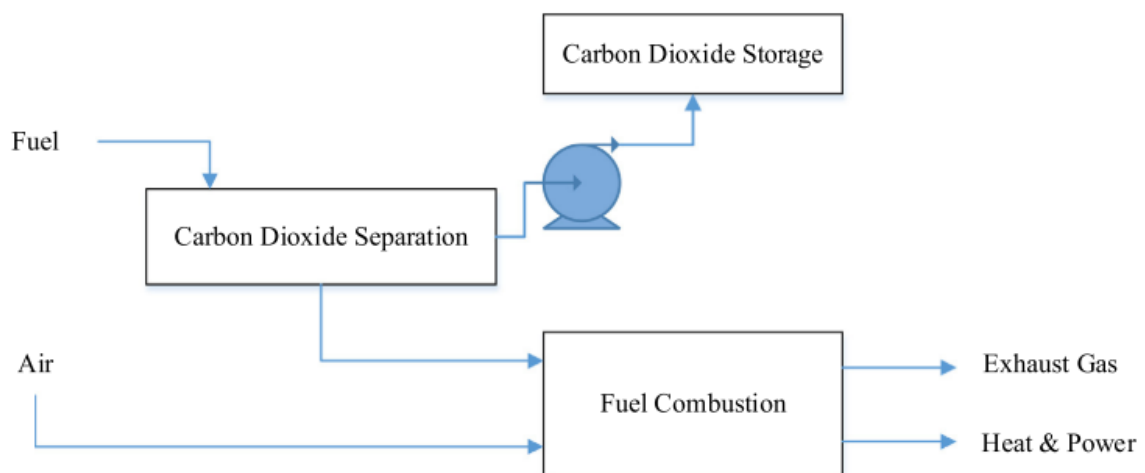 Carbon Dioxide Storage
Fuel
Carbon Dioxide Separation
Air
Exhaust Gas
Fuel Combustion
Heat & Power